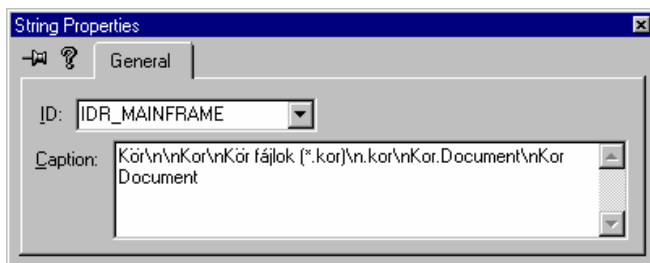 String Properties
General
ID: IDR_MAINFRAME
Caption: Kör\n\nKor\nKör fájlok (*.kor)\n.kor\nKor.Document\nKor
Document